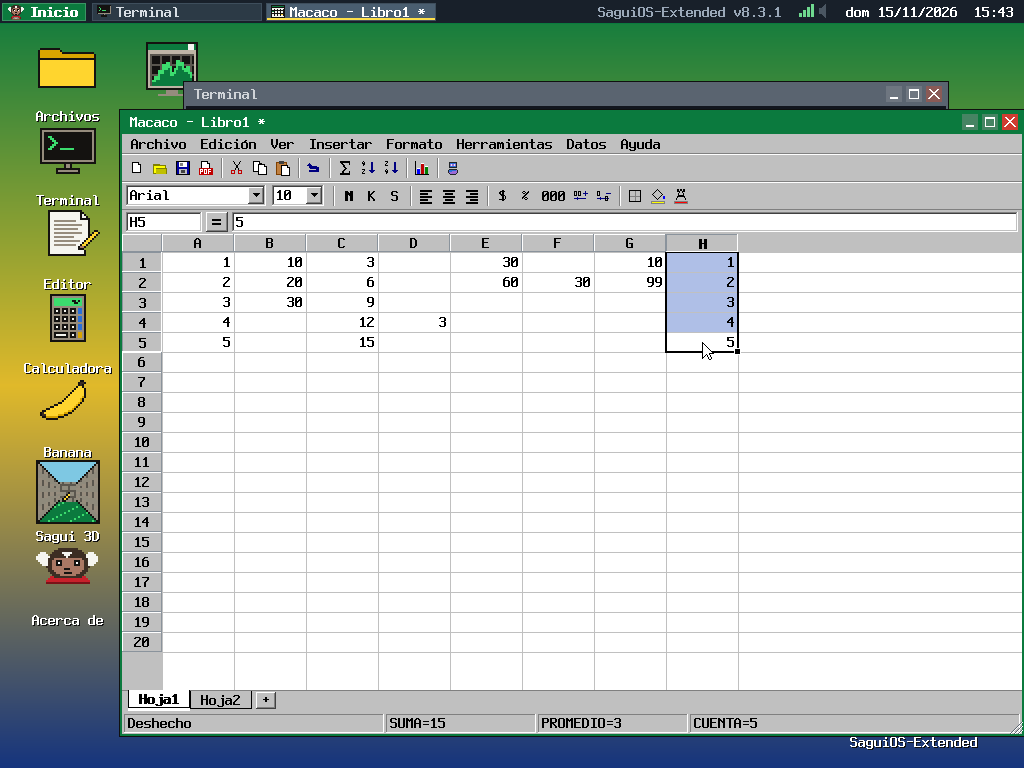 Inicio Terminal Macaco - Libro1 * SaguiOS-Extended v8.3.1 dom 15/11/2026 15:43
Archivos
Terminal
Editor
Calculadora
Banana
Sagui 3D
Acerca de
Terminal
Macaco - Libro1 *
Archivo Edición Ver Insertar Formato Herramientas Datos Ayuda
PDF Σ
Arial 10 N K S $ % 000
H5 = 5
A B C D E F G H
1 1 10 3 30 10 1
2 2 20 6 60 30 99 2
3 3 30 9 3
4 4 12 3 4
5 5 15 5
6
7
8
9
10
11
12
13
14
15
16
17
18
19
20
Hoja1 Hoja2 +
Deshecho SUMA=15 PROMEDIO=3 CUENTA=5
SaguiOS-Extended